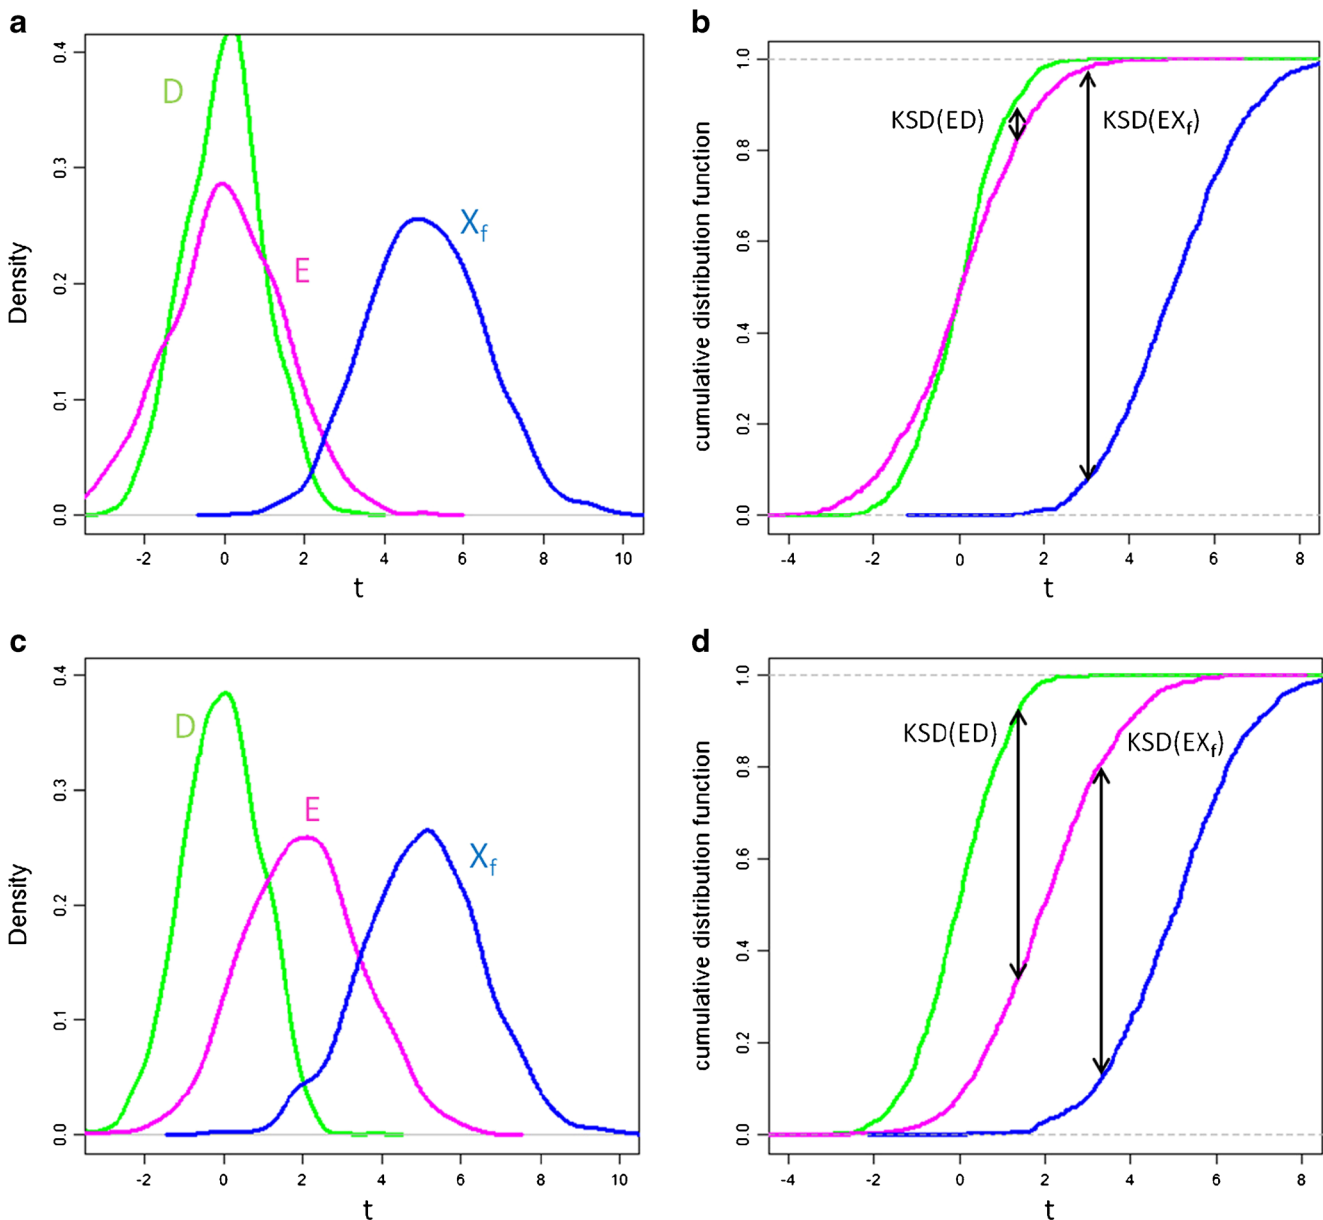 a
Density
0.0 0.1 0.2 0.3 0.4
D
E
X_f
-2 0 2 4 6 8 10
t
b
cumulative distribution function
0.0 0.2 0.4 0.6 0.8 1.0
KSD(ED)
KSD(EX_f)
-4 -2 0 2 4 6 8
t
c
Density
0.0 0.1 0.2 0.3 0.4
D
E
X_f
-2 0 2 4 6 8 10
t
d
cumulative distribution function
0.0 0.2 0.4 0.6 0.8 1.0
KSD(ED)
KSD(EX_f)
-4 -2 0 2 4 6 8
t